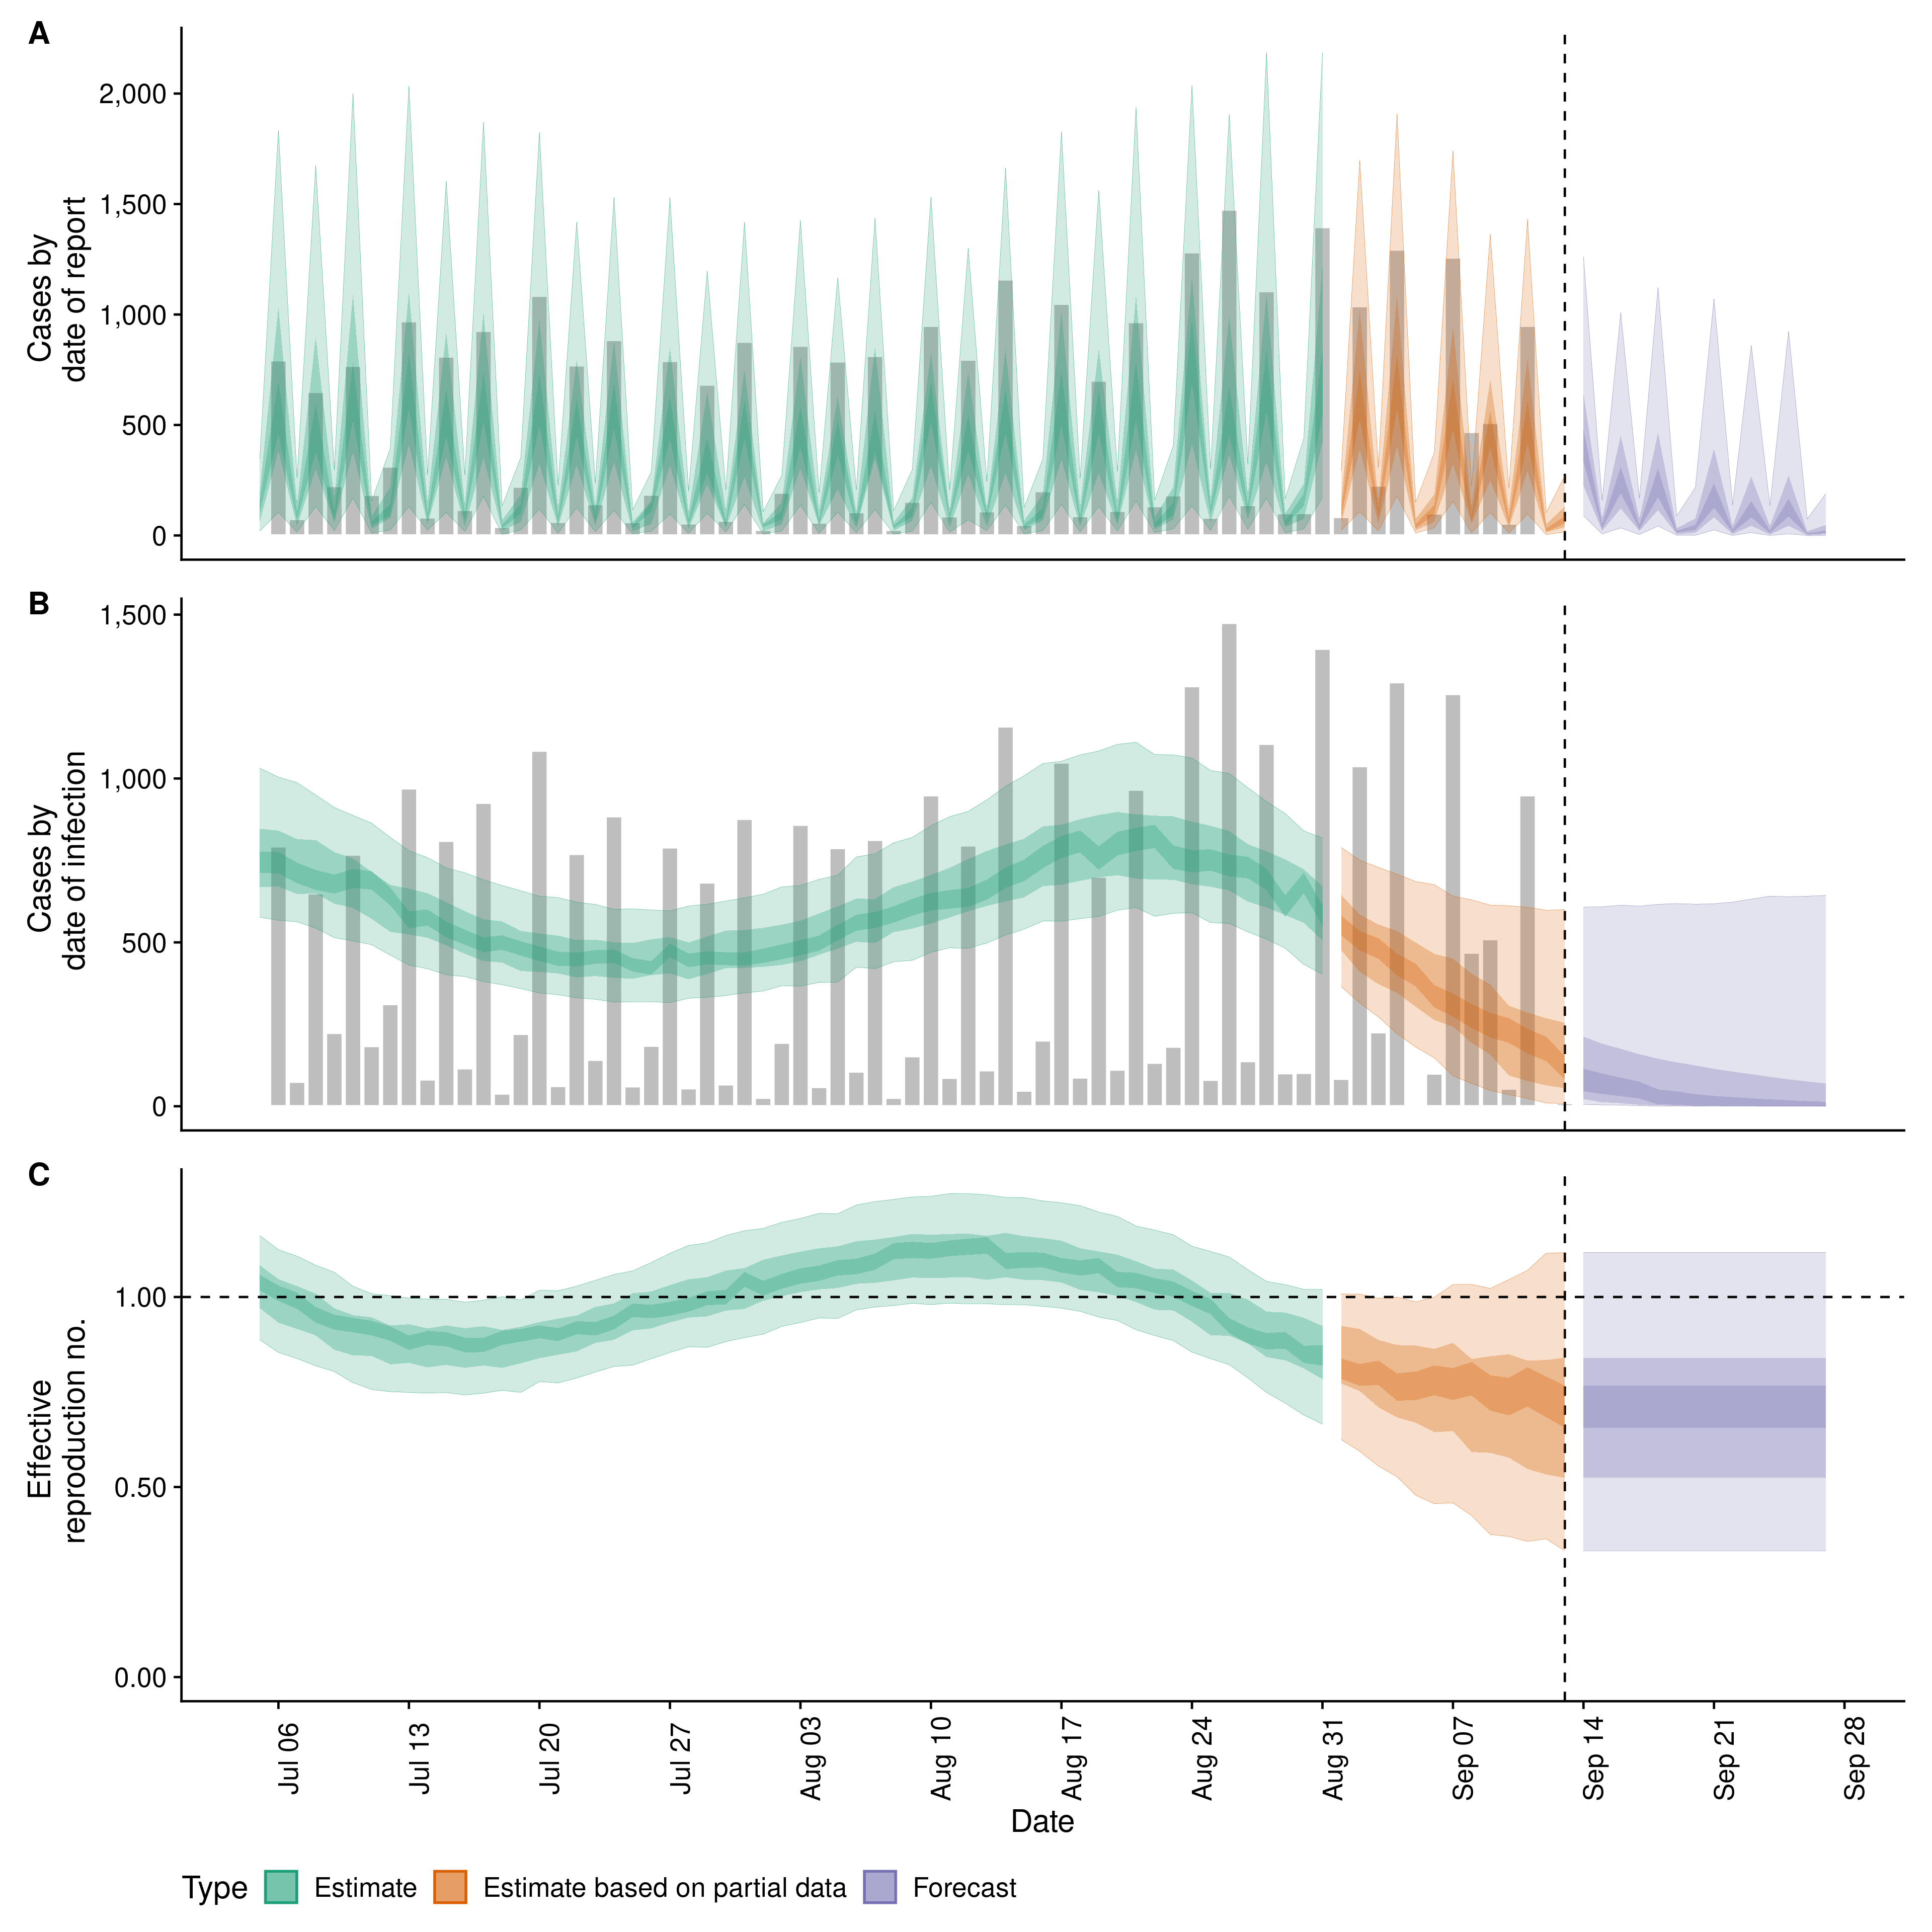 A
Cases by
date of report
2,000
1,500
1,000
500
0
B
Cases by
date of infection
1,500
1,000
500
0
C
Effective
reproduction no.
1.00
0.50
0.00
Jul 06
Jul 13
Jul 20
Jul 27
Aug 03
Aug 10
Aug 17
Aug 24
Aug 31
Sep 07
Sep 14
Sep 21
Sep 28
Date
Type Estimate Estimate based on partial data Forecast